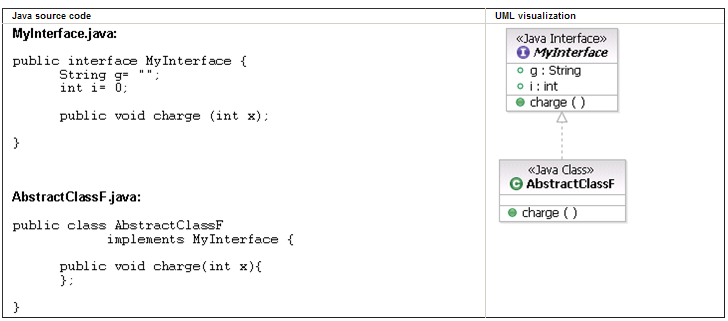 Java source code
MyInterface.java:
public interface MyInterface {
String g= "";
int i= 0;
public void charge (int x);
}
AbstractClassF.java:
public class AbstractClassF
implements MyInterface {
public void charge(int x){
};
}
UML visualization
«Java Interface»
I MyInterface
g : String
i : int
charge ( )
«Java Class»
C AbstractClassF
charge ( )